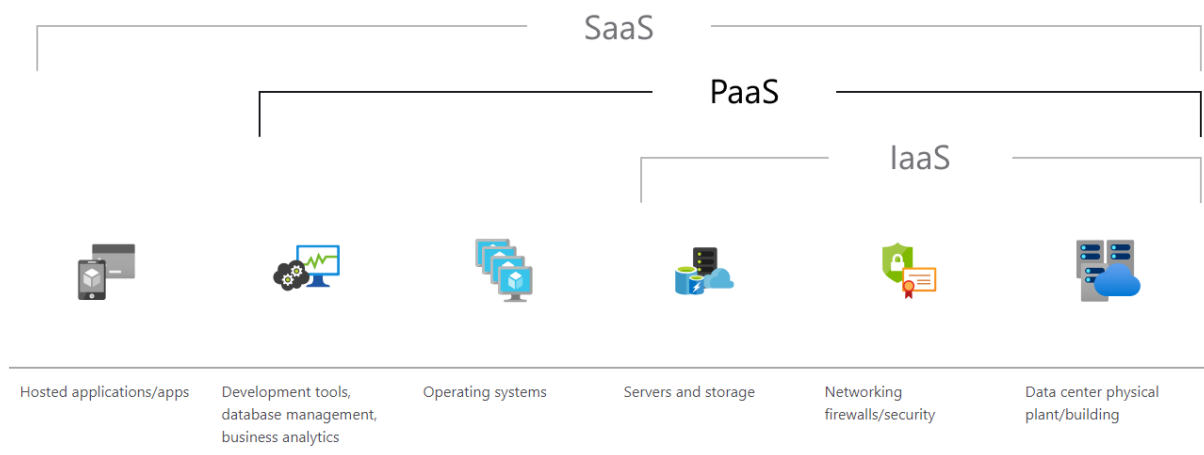 SaaS
PaaS
IaaS
Hosted applications/apps
Development tools,
database management,
business analytics
Operating systems
Servers and storage
Networking
firewalls/security
Data center physical
plant/building